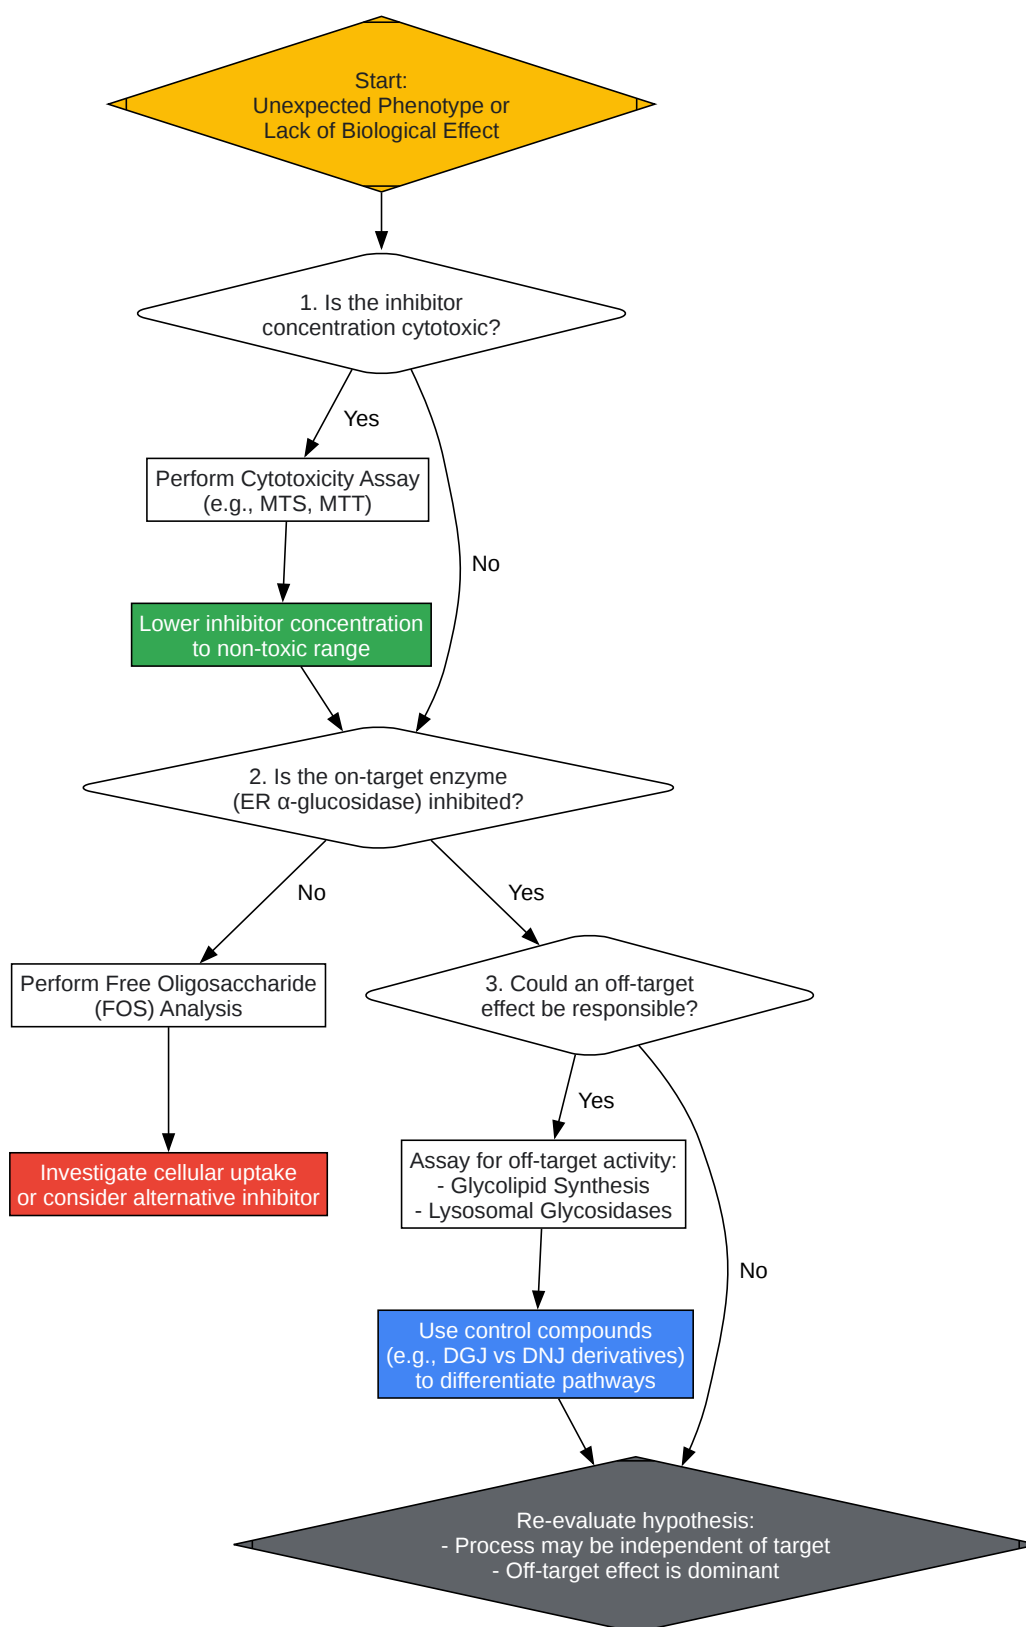 Start:
Unexpected Phenotype or
Lack of Biological Effect
1. Is the inhibitor
concentration cytotoxic?
Yes
Perform Cytotoxicity Assay
(e.g., MTS, MTT)
No
Lower inhibitor concentration
to non-toxic range
2. Is the on-target enzyme
(ER α-glucosidase) inhibited?
No
Yes
Perform Free Oligosaccharide
(FOS) Analysis
3. Could an off-target
effect be responsible?
Yes
Investigate cellular uptake
or consider alternative inhibitor
Assay for off-target activity:
- Glycolipid Synthesis
- Lysosomal Glycosidases
No
Use control compounds
(e.g., DGJ vs DNJ derivatives)
to differentiate pathways
Re-evaluate hypothesis:
- Process may be independent of target
- Off-target effect is dominant